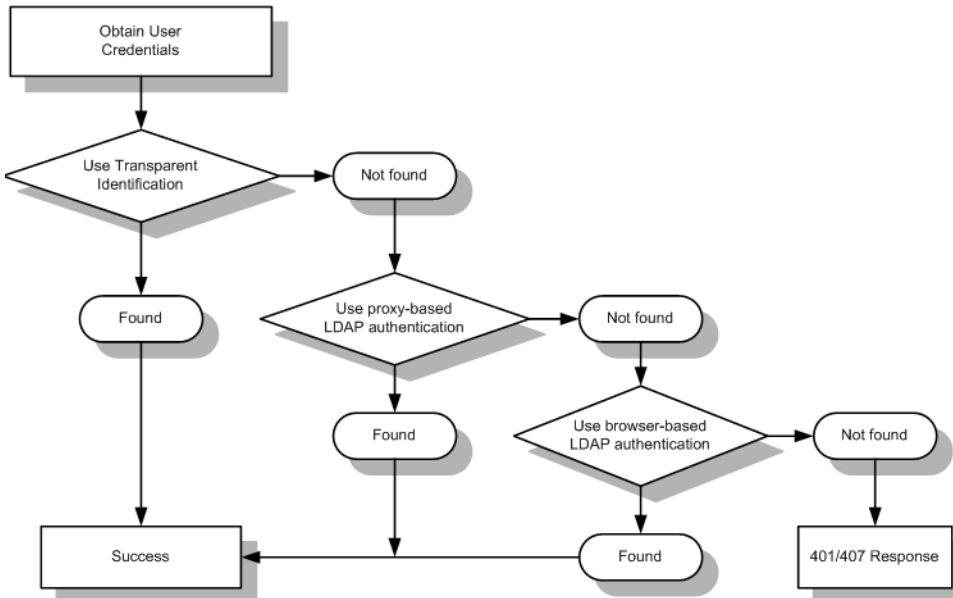 Obtain User
Credentials
Use Transparent
Identification
Not found
Found
Use proxy-based
LDAP authentication
Not found
Found
Use browser-based
LDAP authentication
Not found
Success
Found
401/407 Response